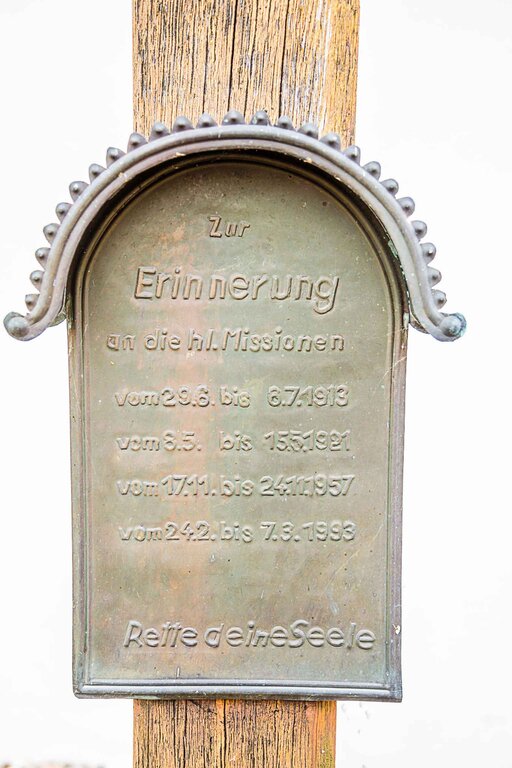 Zur
Erinnerung
an die hl. Missionen
vom 29.6. bis 6.7.1913
vom 8.5. bis 15.5.1921
vom 17.11. bis 24.11.1957
vom 24.2. bis 7.3.1993
Rette deine Seele